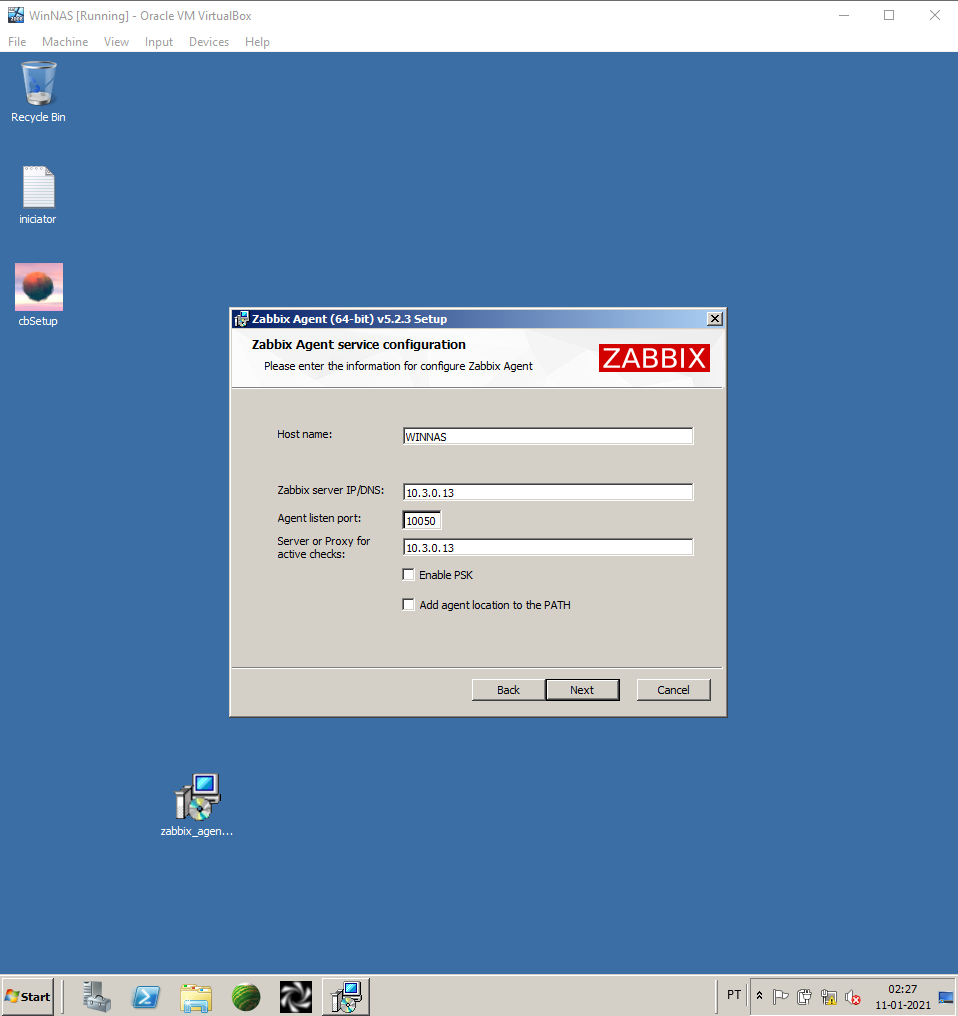 WinNAS [Running] - Oracle VM VirtualBox
File Machine View Input Devices Help
Recycle Bin
iniciator
cbSetup
Zabbix Agent (64-bit) v5.2.3 Setup
Zabbix Agent service configuration
Please enter the information for configure Zabbix Agent
ZABBIX
Host name: WINNAS
Zabbix server IP/DNS: 10.3.0.13
Agent listen port: 10050
Server or Proxy for
active checks: 10.3.0.13
Enable PSK
Add agent location to the PATH
Back Next Cancel
zabbix_agen...
Start PT 02:27
11-01-2021